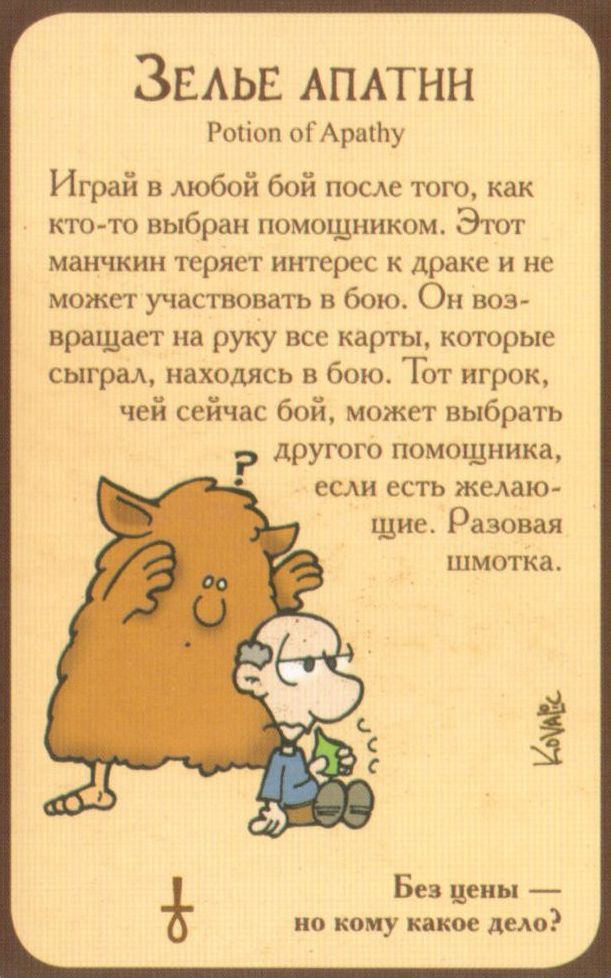 Зелье апатии
Potion of Apathy
Играй в любой бой после того, как
кто-то выбран помощником. Этот
манчкин теряет интерес к драке и не
может участвовать в бою. Он воз-
вращает на руку все карты, которые
сыграл, находясь в бою. Тот игрок,
чей сейчас бой, может выбрать
другого помощника,
если есть желаю-
щие. Разовая
шмотка.
?
Kovalic
Без цены —
но кому какое дело?